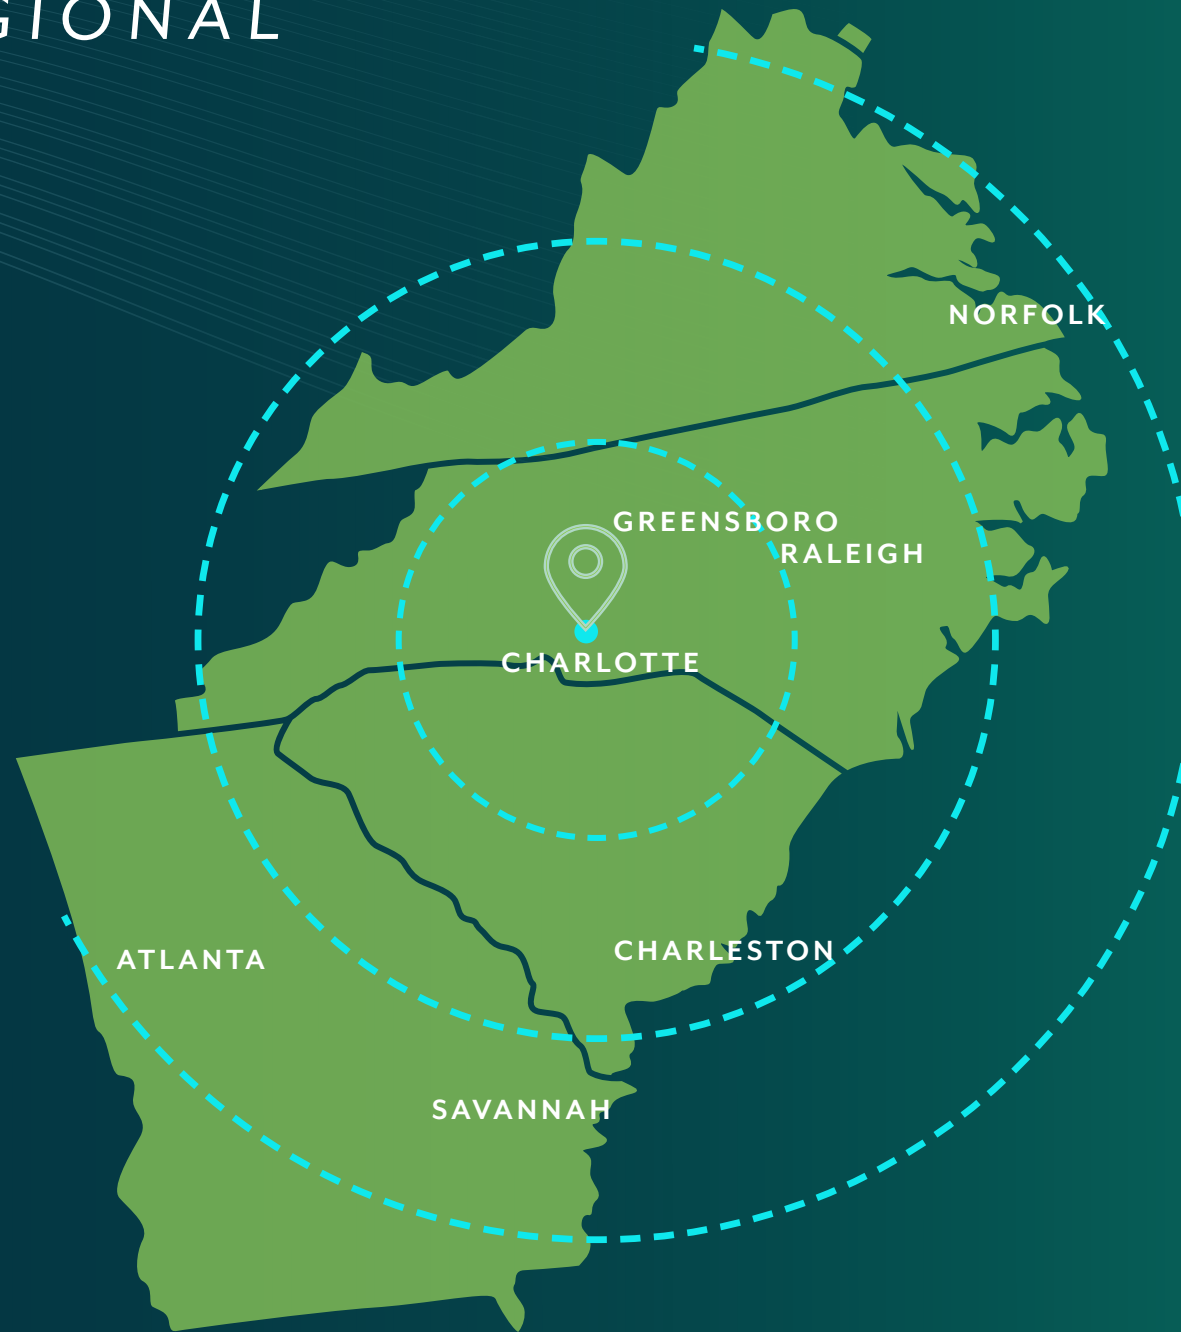 GIONAL
NORFOLK
GREENSBORO
RALEIGH
CHARLOTTE
CHARLESTON
ATLANTA
SAVANNAH